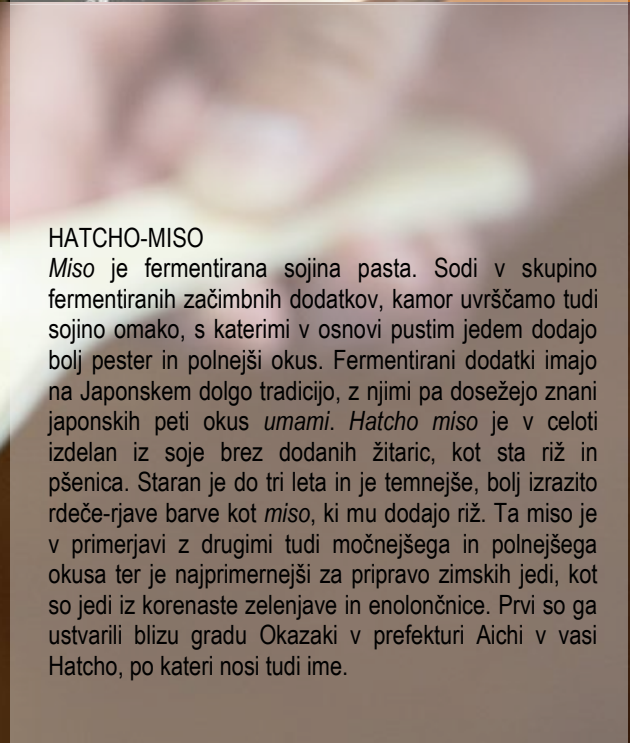 HATCHO-MISO
Miso je fermentirana sojina pasta. Sodi v skupino
fermentiranih začimbnih dodatkov, kamor uvrščamo tudi
sojino omako, s katerimi v osnovi pustim jedem dodajo
bolj pester in polnejši okus. Fermentirani dodatki imajo
na Japonskem dolgo tradicijo, z njimi pa dosežejo znani
japonskih peti okus umami. Hatcho miso je v celoti
izdelan iz soje brez dodanih žitaric, kot sta riž in
pšenica. Staran je do tri leta in je temnejše, bolj izrazito
rdeče-rjave barve kot miso, ki mu dodajo riž. Ta miso je
v primerjavi z drugimi tudi močnejšega in polnejšega
okusa ter je najprimernejši za pripravo zimskih jedi, kot
so jedi iz korenaste zelenjave in enolončnice. Prvi so ga
ustvarili blizu gradu Okazaki v prefekturi Aichi v vasi
Hatcho, po kateri nosi tudi ime.